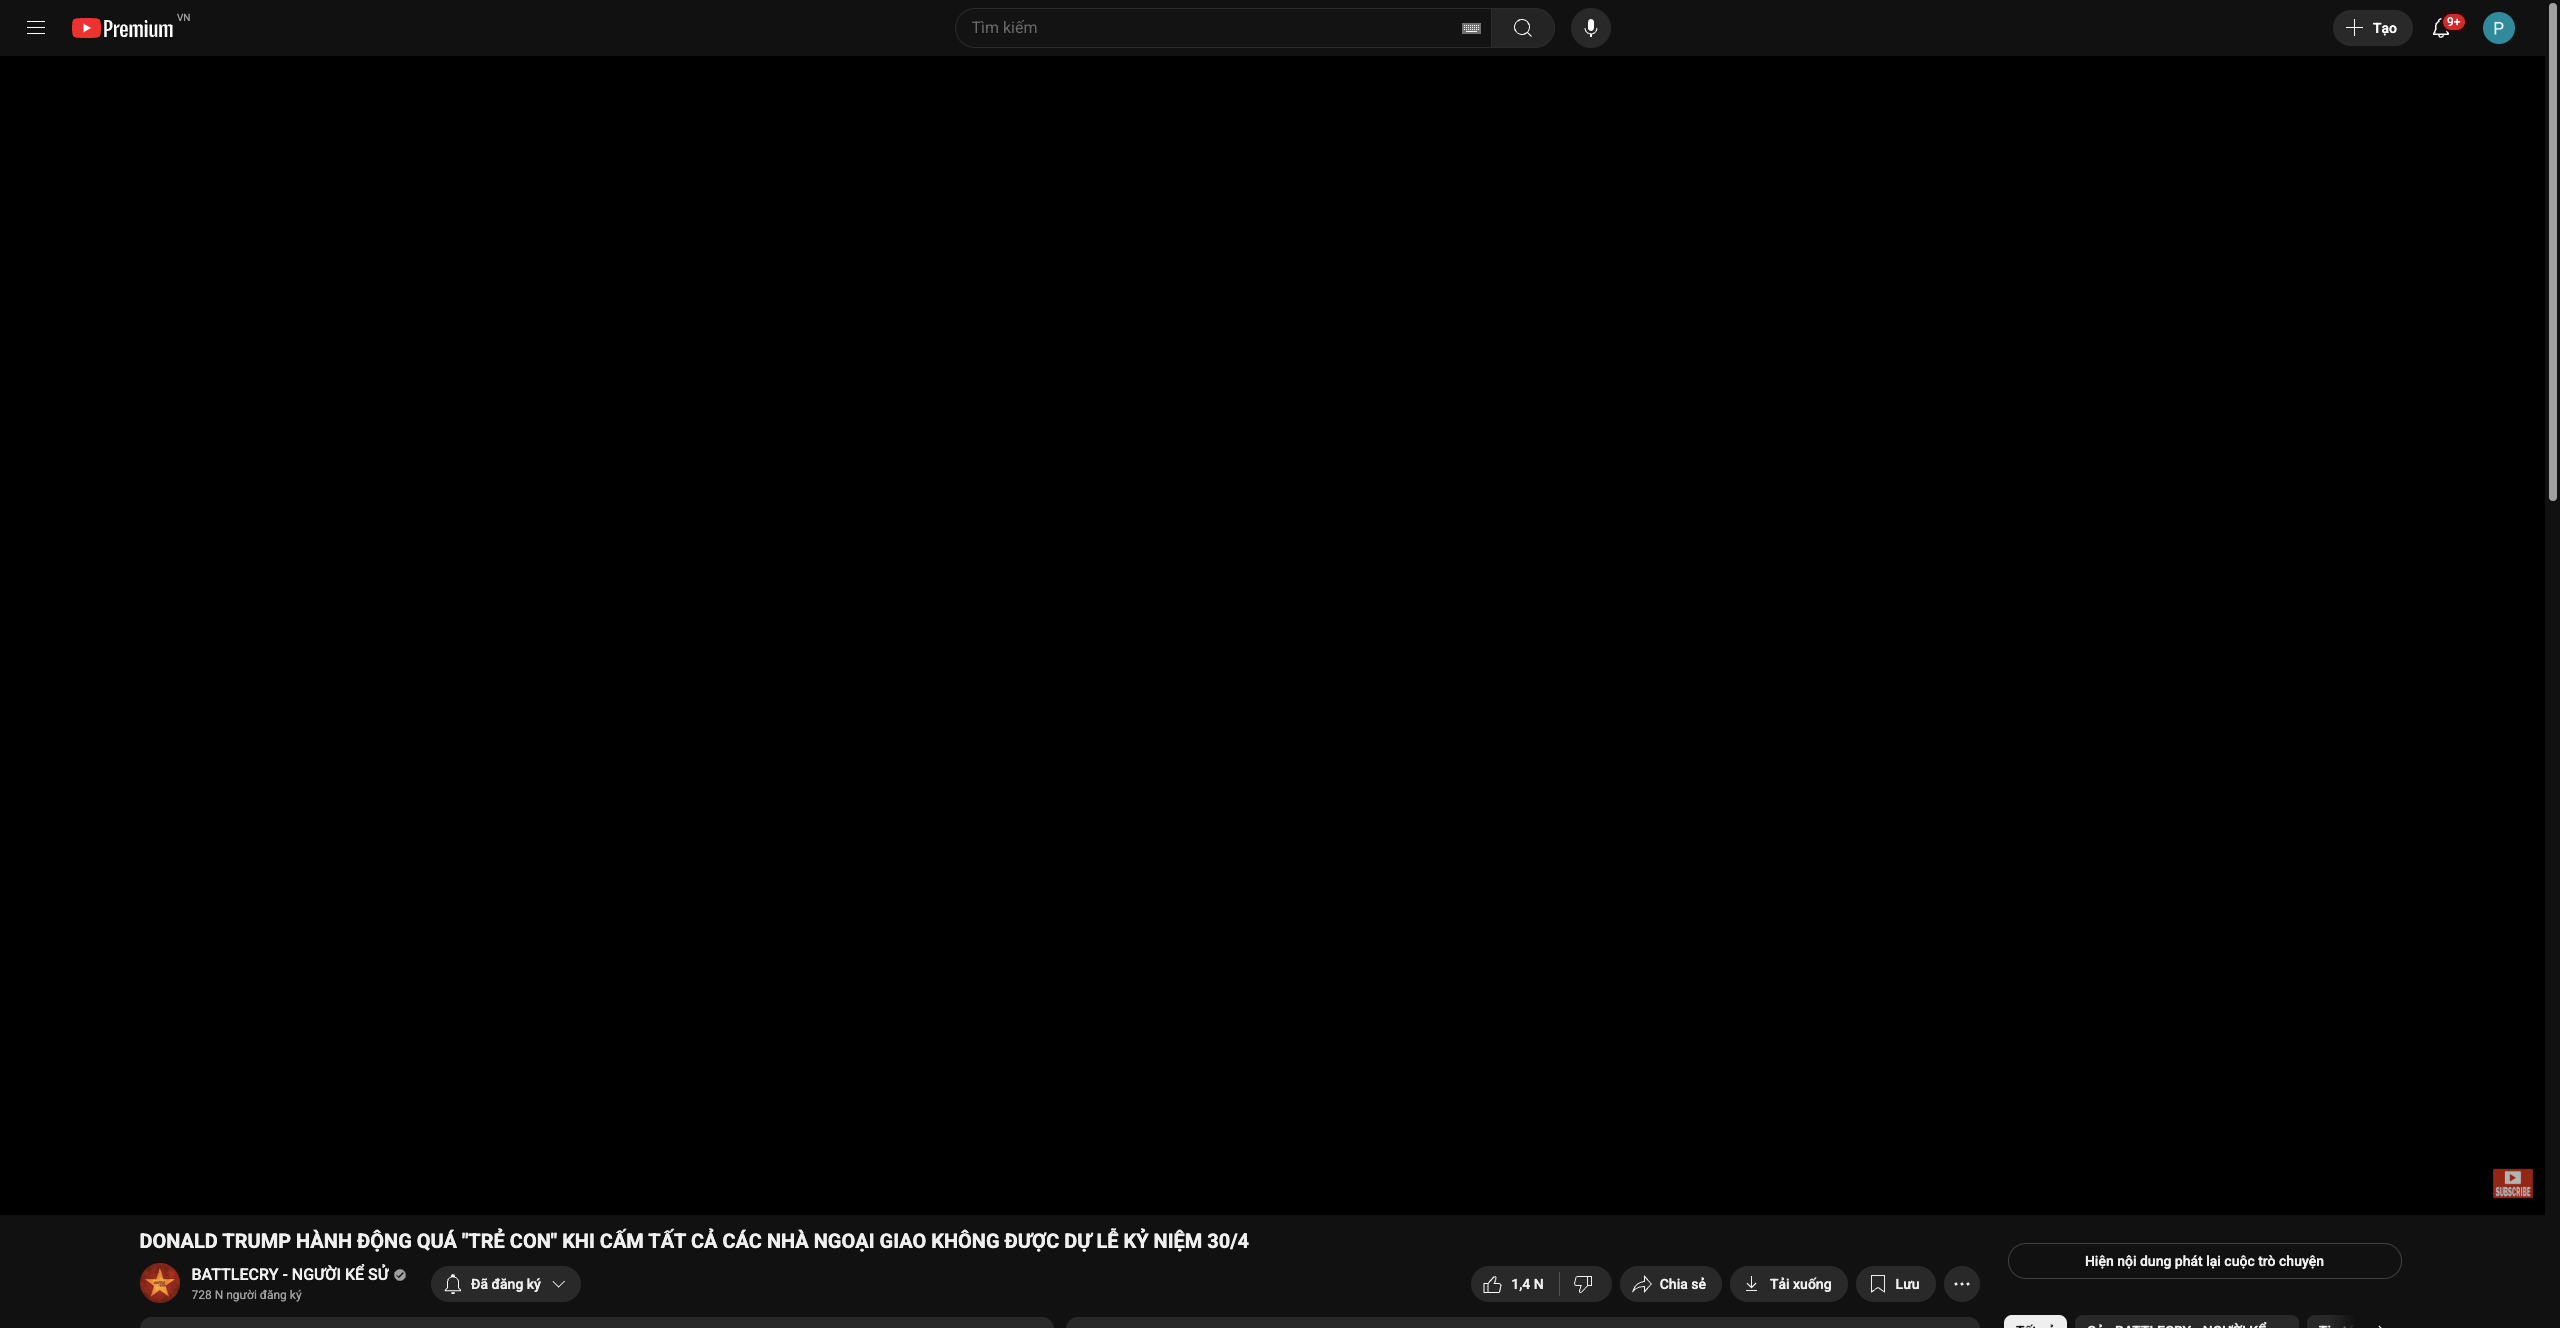 Premium VN
Tìm kiếm
Tạo
9+
P
SUBSCRIBE
DONALD TRUMP HÀNH ĐỘNG QUÁ "TRẺ CON" KHI CẤM TẤT CẢ CÁC NHÀ NGOẠI GIAO KHÔNG ĐƯỢC DỰ LỄ KỶ NIỆM 30/4
BATTLECRY - NGƯỜI KỂ SỬ
728 N người đăng ký
Đã đăng ký
1,4 N
Chia sẻ
Tải xuống
Lưu
Hiện nội dung phát lại cuộc trò chuyện